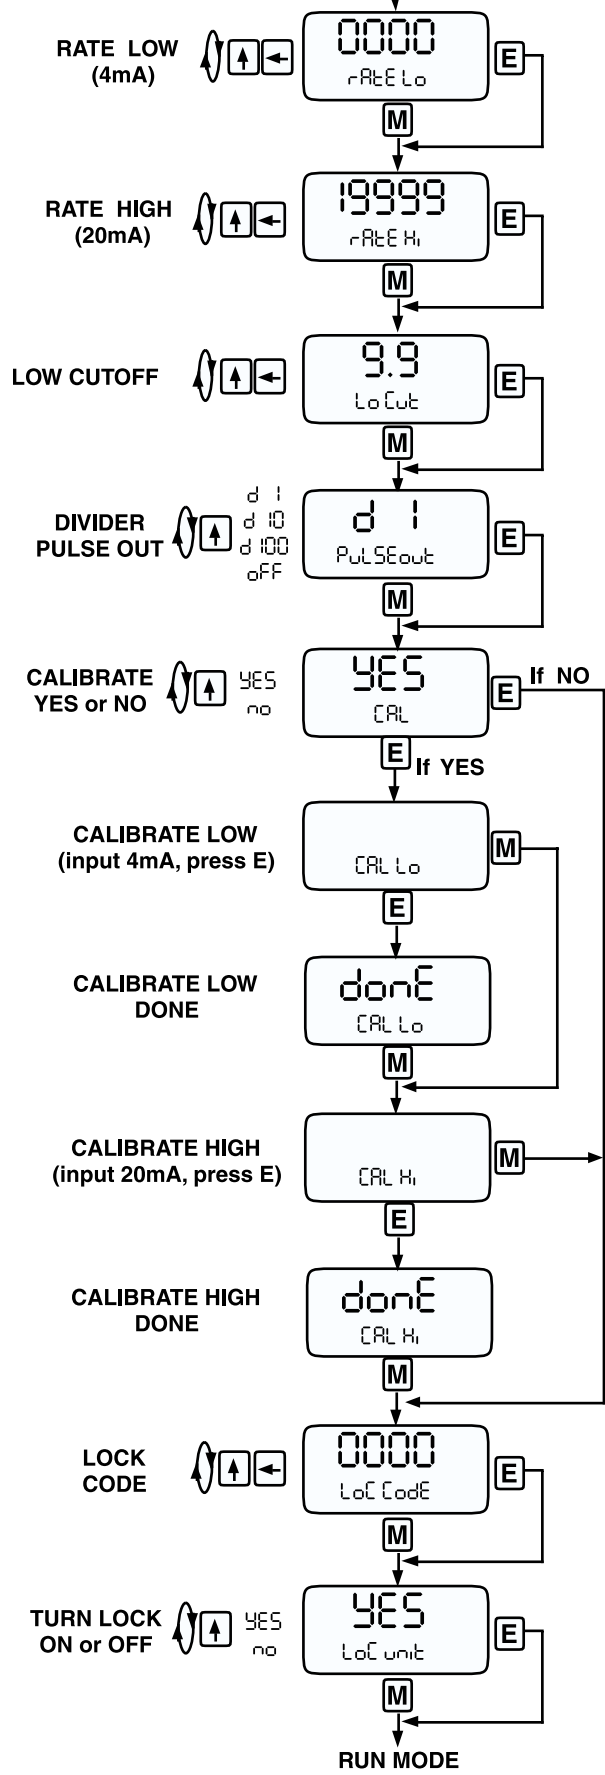 RATE LOW
(4mA)
0000
rAtE Lo
E
M
RATE HIGH
(20mA)
19999
rAtE Hi
E
M
LOW CUTOFF
9.9
Lo Cut
E
M
DIVIDER
PULSE OUT
d 1
d 10
d 100
oFF
d 1
PuLSEout
E
M
CALIBRATE
YES or NO
YES
no
YES
CAL
E
If NO
E
If YES
CALIBRATE LOW
(input 4mA, press E)
CAL Lo
M
E
CALIBRATE LOW
DONE
donE
CAL Lo
M
CALIBRATE HIGH
(input 20mA, press E)
CAL Hi
M
E
CALIBRATE HIGH
DONE
donE
CAL Hi
M
LOCK
CODE
0000
LoC CodE
E
M
TURN LOCK
ON or OFF
YES
no
YES
LoC unit
E
M
RUN MODE